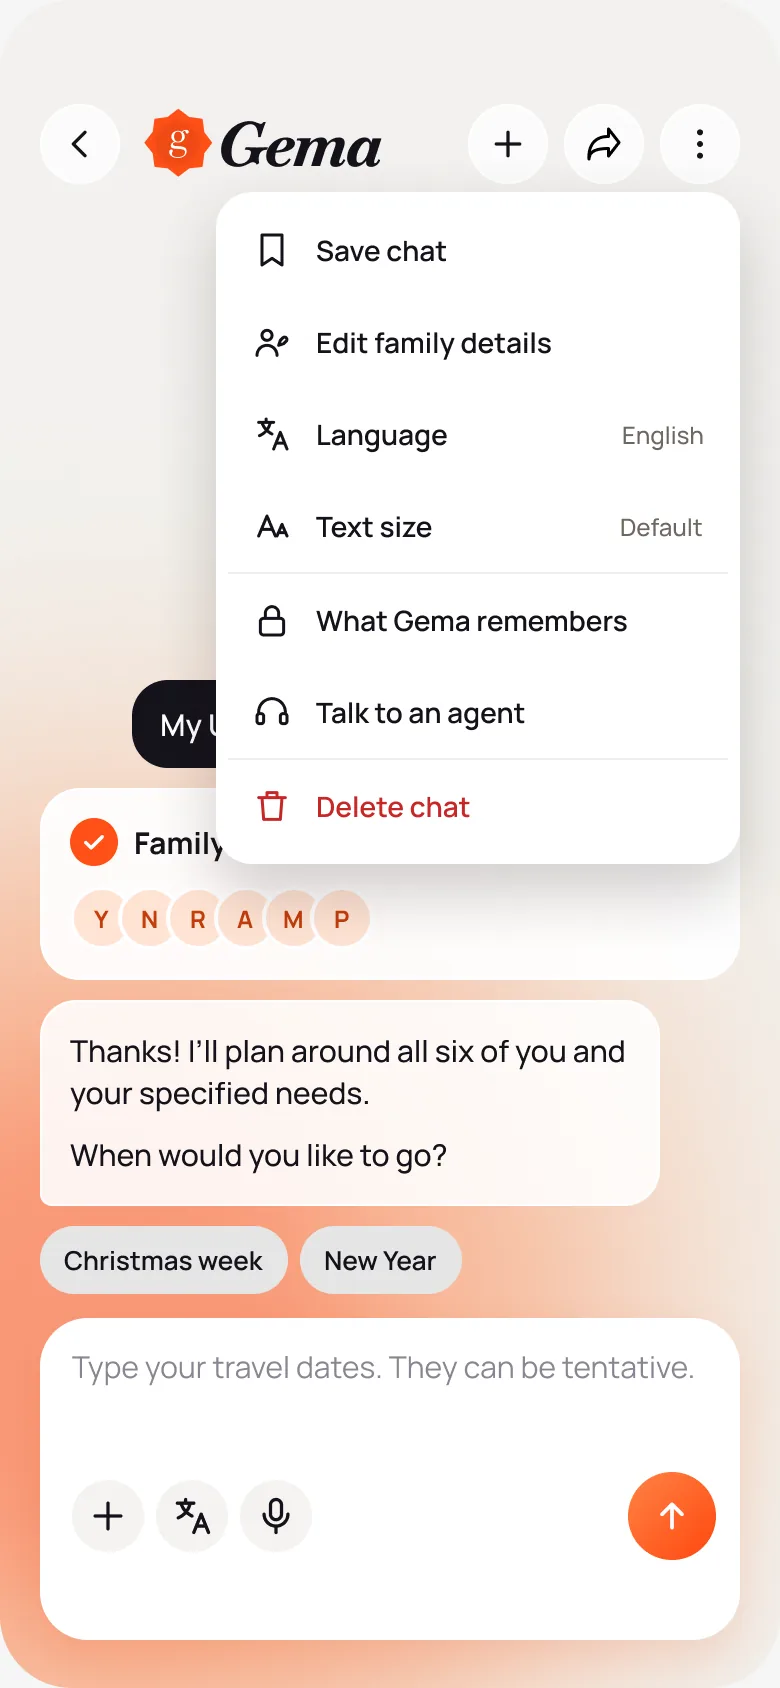 g Gema
Save chat
Edit family details
Language English
Text size Default
What Gema remembers
Talk to an agent
Delete chat
My
Family
Y N R A M P
Thanks! I’ll plan around all six of you and
your specified needs.
When would you like to go?
Christmas week New Year
Type your travel dates. They can be tentative.